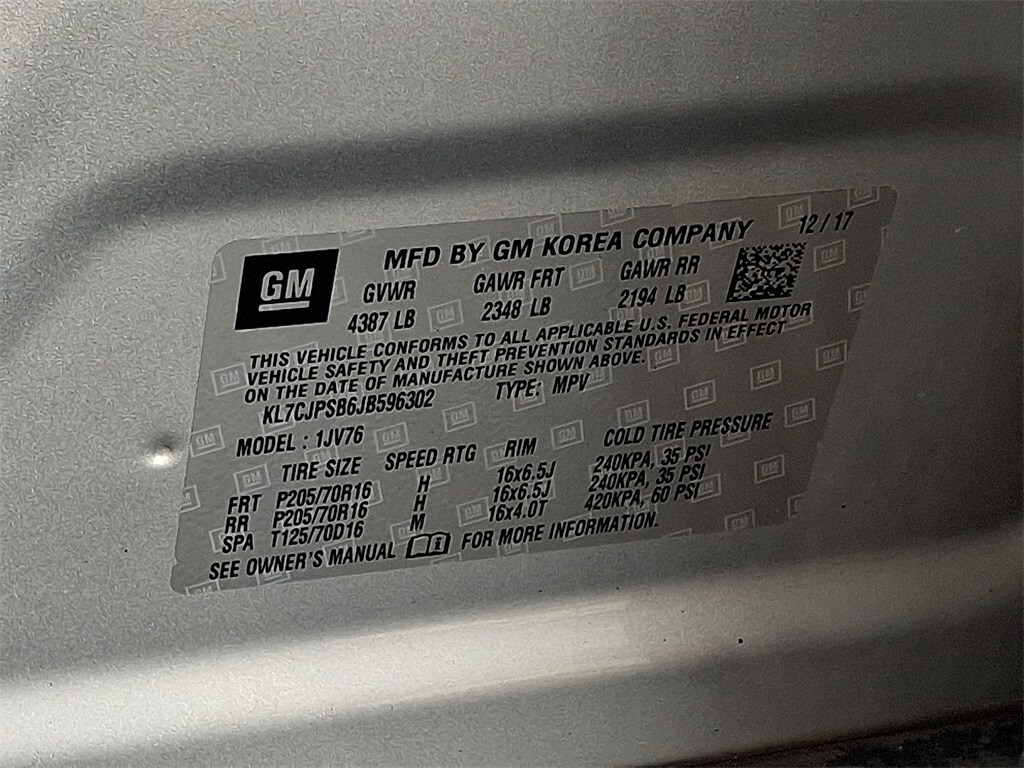 MFD BY GM KOREA COMPANY 12/17
GM
GVWR GAWR FRT GAWR RR
4387 LB 2348 LB 2194 LB
THIS VEHICLE CONFORMS TO ALL APPLICABLE U.S. FEDERAL MOTOR
VEHICLE SAFETY AND THEFT PREVENTION STANDARDS IN EFFECT
ON THE DATE OF MANUFACTURE SHOWN ABOVE.
KL7CJPSB6JB596302 TYPE: MPV
MODEL : 1JV76
TIRE SIZE SPEED RTG RIM COLD TIRE PRESSURE
FRT P205/70R16 H 16x6.5J 240KPA, 35 PSI
RR P205/70R16 H 16x6.5J 240KPA, 35 PSI
SPA T125/70D16 M 16x4.0T 420KPA, 60 PSI
SEE OWNER'S MANUAL FOR MORE INFORMATION.